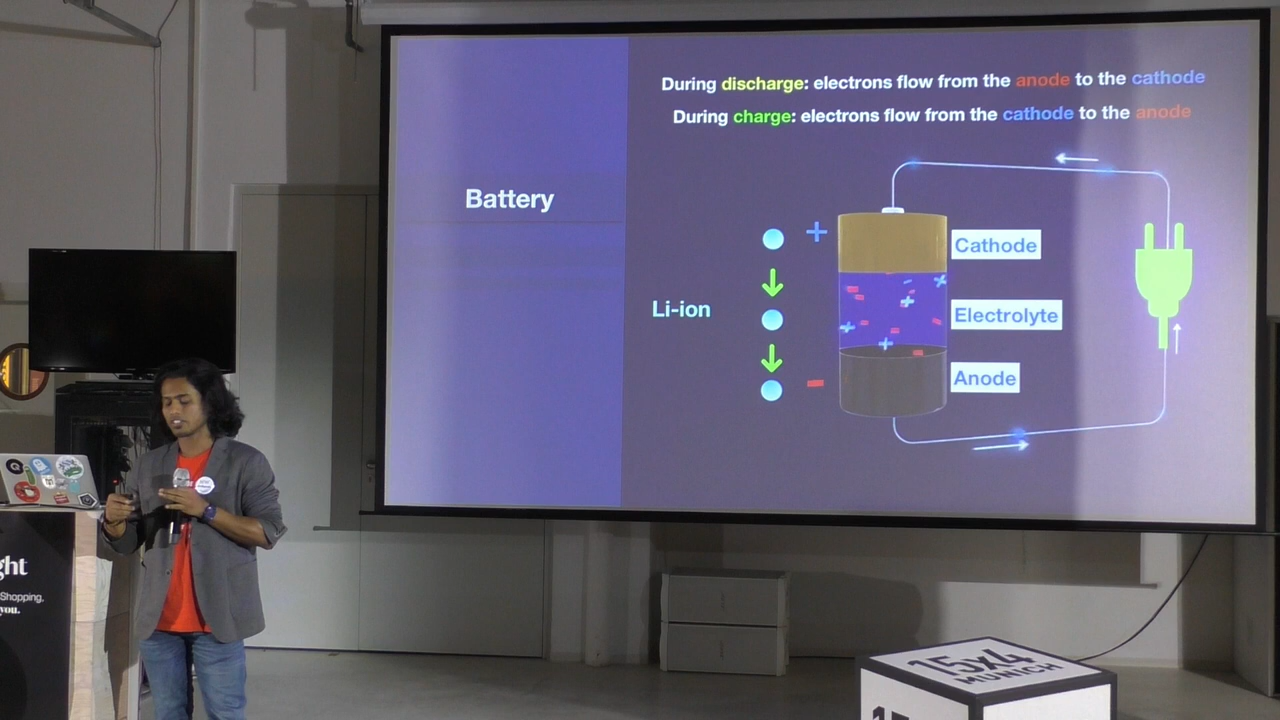 During discharge: electrons flow from the anode to the cathode
During charge: electrons flow from the cathode to the anode
Battery
+
Cathode
Li-ion
Electrolyte
Anode
ght
Shopping,
you.
15x4
MUNICH